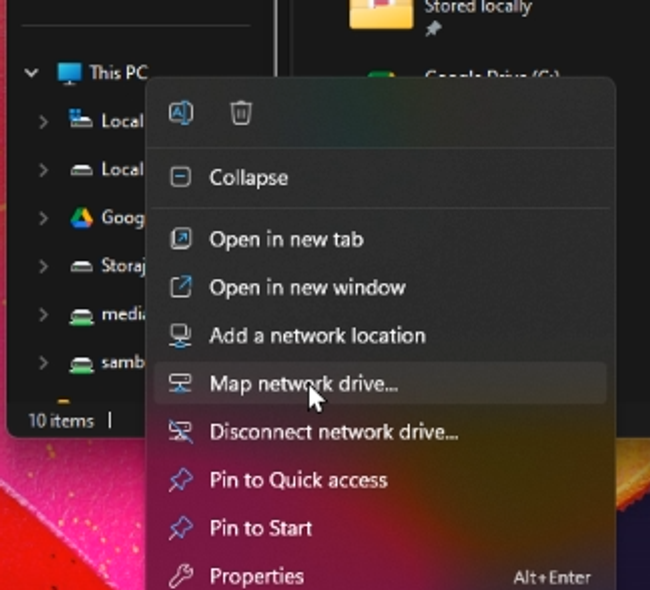 Stored locally
Google Drive (G:)
This PC
Local
Local
Goog
Storaj
media
samb
10 items
Collapse
Open in new tab
Open in new window
Add a network location
Map network drive...
Disconnect network drive...
Pin to Quick access
Pin to Start
Properties
Alt+Enter